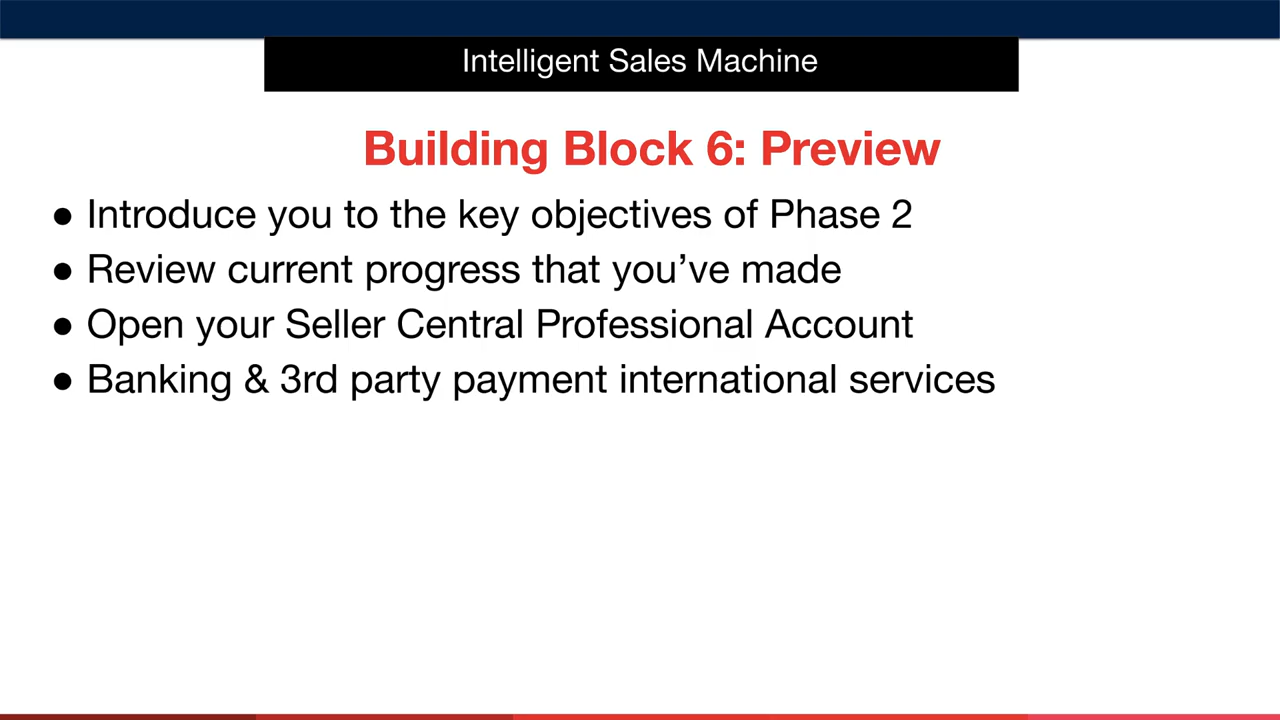 Intelligent Sales Machine
Building Block 6: Preview
● Introduce you to the key objectives of Phase 2
● Review current progress that you’ve made
● Open your Seller Central Professional Account
● Banking & 3rd party payment international services